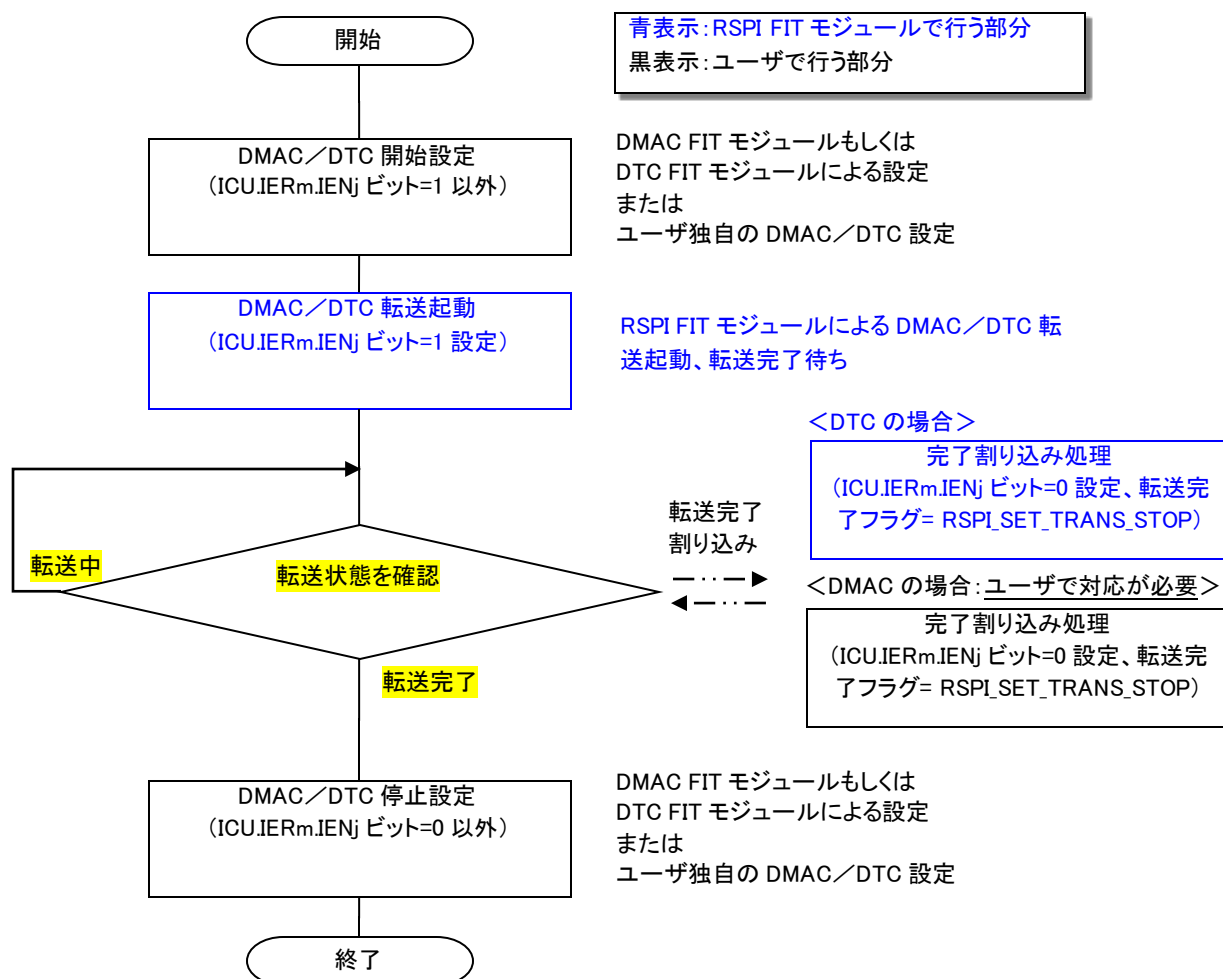 開始
青表示：RSPI FIT モジュールで行う部分
黒表示：ユーザで行う部分
DMAC／DTC 開始設定
（ICU.IERm.IENj ビット=1 以外）
DMAC FIT モジュールもしくは
DTC FIT モジュールによる設定
または
ユーザ独自の DMAC／DTC 設定
DMAC／DTC 転送起動
（ICU.IERm.IENj ビット=1 設定）
RSPI FIT モジュールによる DMAC／DTC 転
送起動、転送完了待ち
＜DTC の場合＞
完了割り込み処理
（ICU.IERm.IENj ビット=0 設定、転送完
了フラグ= RSPI_SET_TRANS_STOP）
転送完了
割り込み
転送中
転送状態を確認
＜DMAC の場合：ユーザで対応が必要＞
完了割り込み処理
（ICU.IERm.IENj ビット=0 設定、転送完
了フラグ= RSPI_SET_TRANS_STOP）
転送完了
DMAC／DTC 停止設定
（ICU.IERm.IENj ビット=0 以外）
DMAC FIT モジュールもしくは
DTC FIT モジュールによる設定
または
ユーザ独自の DMAC／DTC 設定
終了